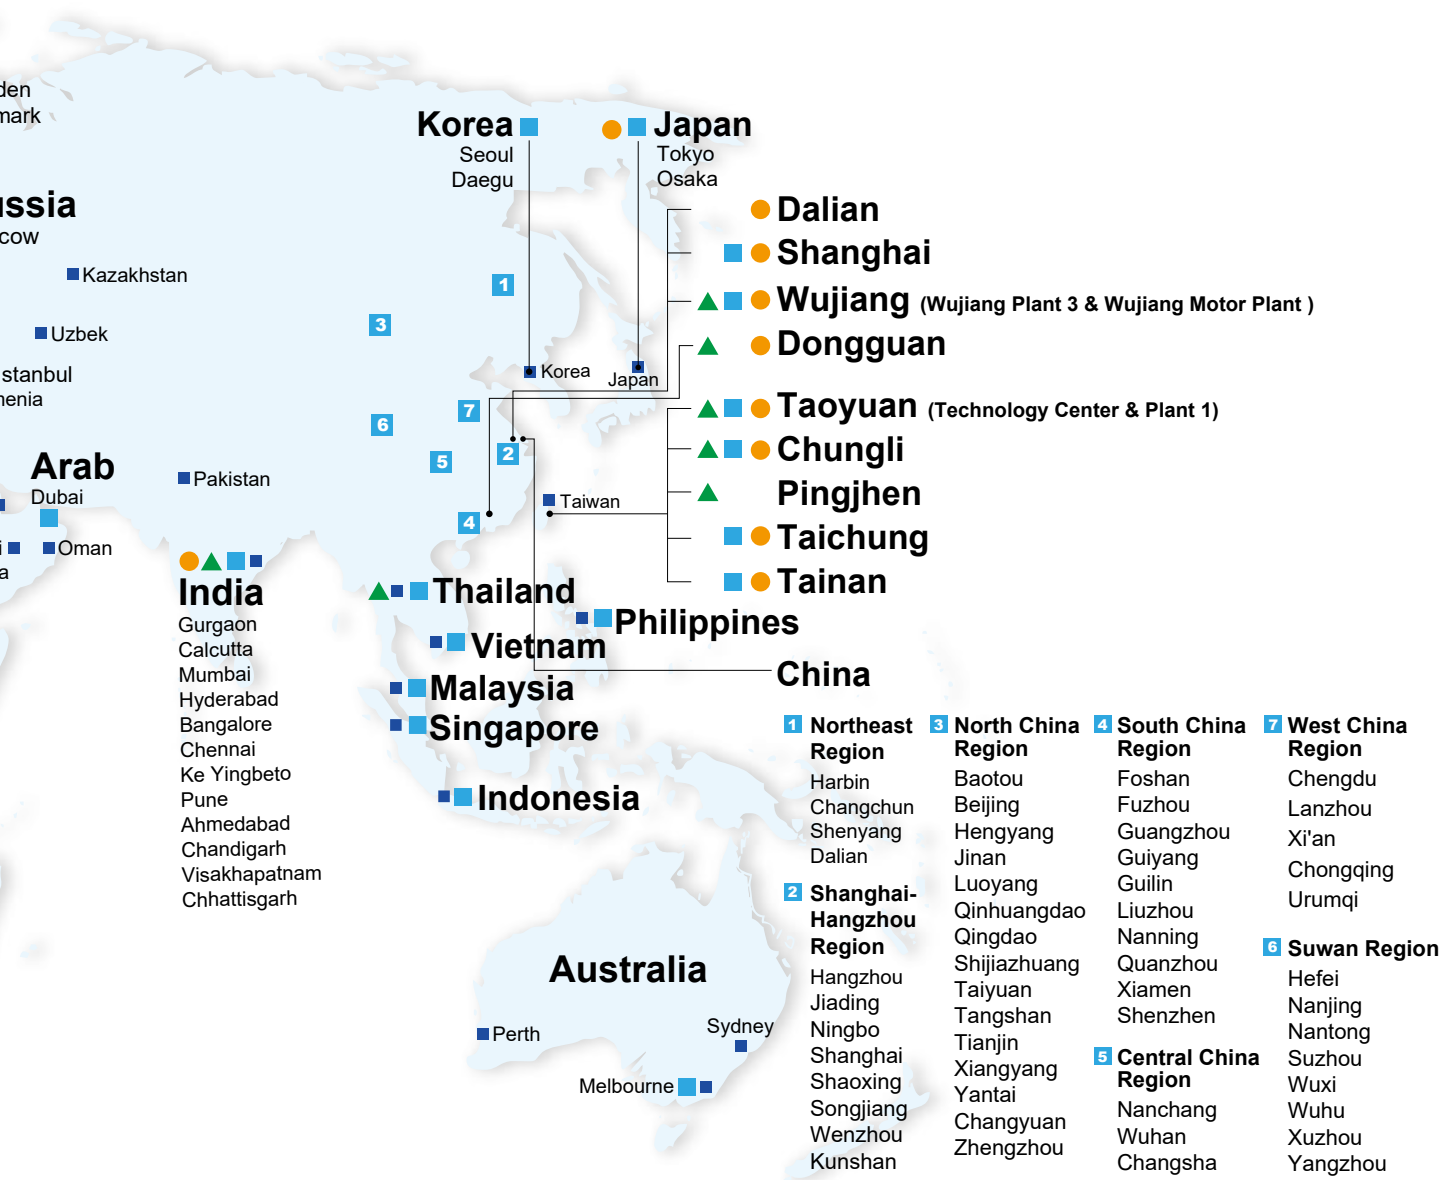 Korea
Seoul
Daegu
Japan
Tokyo
Osaka
Dalian
Shanghai
Wujiang (Wujiang Plant 3 & Wujiang Motor Plant )
Dongguan
Taoyuan (Technology Center & Plant 1)
Chungli
Pingjhen
Taichung
Tainan
den
mark
ussia
cow
Kazakhstan
Uzbek
stanbul
nenia
1
3
Korea
Japan
7
6
2
5
4
Taiwan
Arab
Dubai
Pakistan
i
Oman
a
India
Gurgaon
Calcutta
Mumbai
Hyderabad
Bangalore
Chennai
Ke Yingbeto
Pune
Ahmedabad
Chandigarh
Visakhapatnam
Chhattisgarh
Thailand
Philippines
Vietnam
Malaysia
Singapore
Indonesia
Australia
Perth
Sydney
Melbourne
China
1 Northeast
Region
Harbin
Changchun
Shenyang
Dalian
2 Shanghai-
Hangzhou
Region
Hangzhou
Jiading
Ningbo
Shanghai
Shaoxing
Songjiang
Wenzhou
Kunshan
3 North China
Region
Baotou
Beijing
Hengyang
Jinan
Luoyang
Qinhuangdao
Qingdao
Shijiazhuang
Taiyuan
Tangshan
Tianjin
Xiangyang
Yantai
Changyuan
Zhengzhou
4 South China
Region
Foshan
Fuzhou
Guangzhou
Guiyang
Guilin
Liuzhou
Nanning
Quanzhou
Xiamen
Shenzhen
5 Central China
Region
Nanchang
Wuhan
Changsha
7 West China
Region
Chengdu
Lanzhou
Xi'an
Chongqing
Urumqi
6 Suwan Region
Hefei
Nanjing
Nantong
Suzhou
Wuxi
Wuhu
Xuzhou
Yangzhou